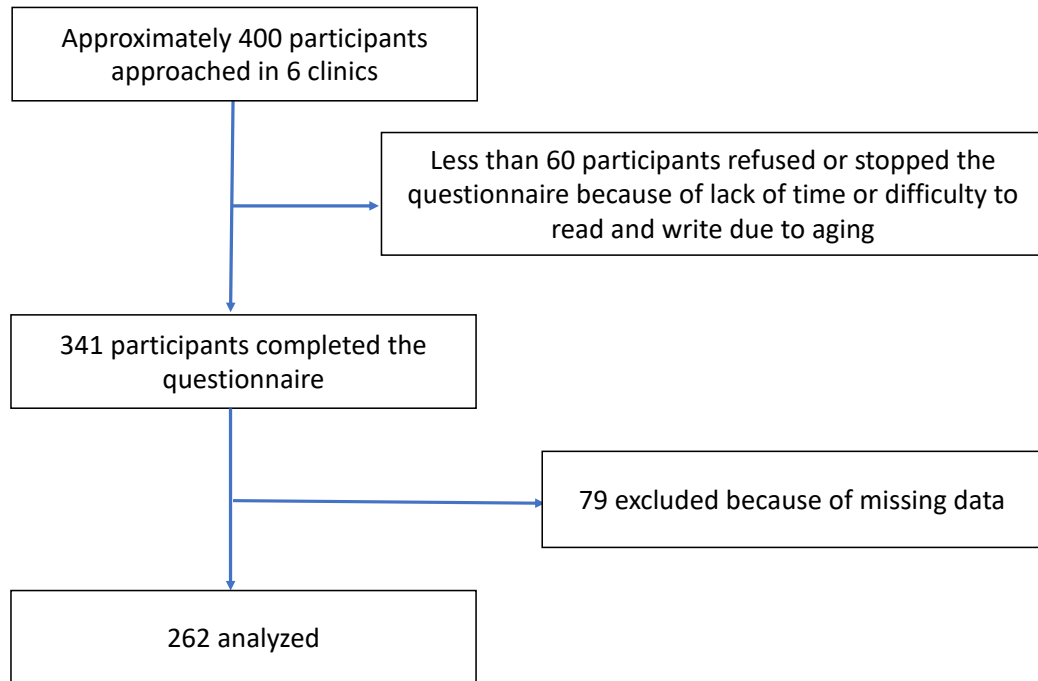 Approximately 400 participants
approached in 6 clinics
Less than 60 participants refused or stopped the
questionnaire because of lack of time or difficulty to
read and write due to aging
341 participants completed the
questionnaire
79 excluded because of missing data
262 analyzed